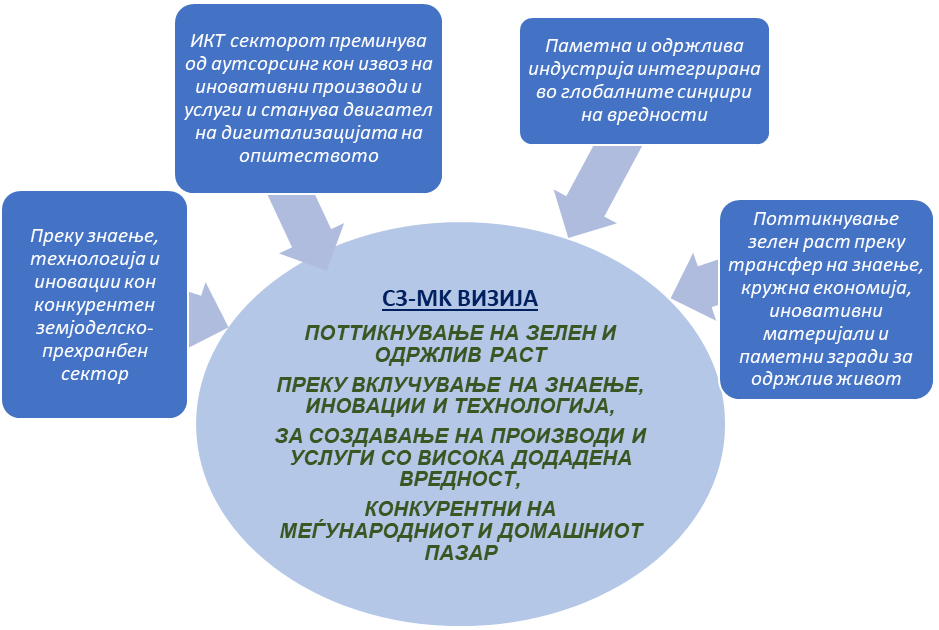 ИКТ секторот преминува
од аутсорсинг кон извоз на
иновативни производи и
услуги и станува двигател
на дигитализацијата на
општеството
Паметна и одржлива
индустрија интегрирана
во глобалните синџири
на вредности
Преку знаење,
технологија и
иновации кон
конкурентен
земјоделско-
прехранбен
сектор
Поттикнување
зелен раст преку
трансфер на знаење,
кружна економија,
иновативни
материјали и
паметни згради за
одржлив живот
СЗ-МК ВИЗИЈА
ПОТТИКНУВАЊЕ НА ЗЕЛЕН И
ОДРЖЛИВ РАСТ
ПРЕКУ ВКЛУЧУВАЊЕ НА ЗНАЕЊЕ,
ИНОВАЦИИ И ТЕХНОЛОГИЈА,
ЗА СОЗДАВАЊЕ НА ПРОИЗВОДИ И
УСЛУГИ СО ВИСОКА ДОДАДЕНА
ВРЕДНОСТ,
КОНКУРЕНТНИ НА
МЕЃУНАРОДНИОТ И ДОМАШНИОТ
ПАЗАР